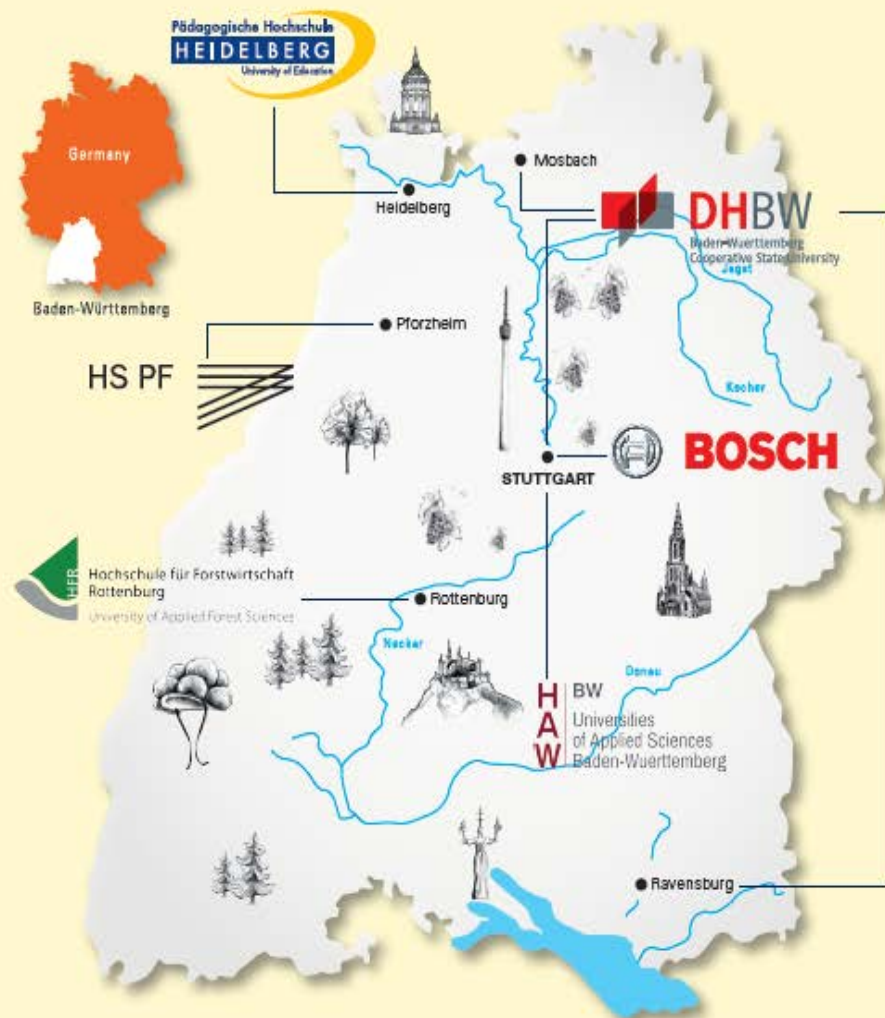 Pädagogische Hochschule
HEIDELBERG
University of Education
Germany
Baden-Württemberg
Mosbach
Heidelberg
DHBW
Baden-Wuerttemberg
Cooperative State University
Jagst
Pforzheim
HS PF
Kocher
BOSCH
STUTTGART
HFR
Hochschule für Forstwirtschaft
Rottenburg
University of Applied Forest Sciences
Rottenburg
Neckar
Donau
HAW BW
Universities
of Applied Sciences
Baden-Wuerttemberg
Ravensburg